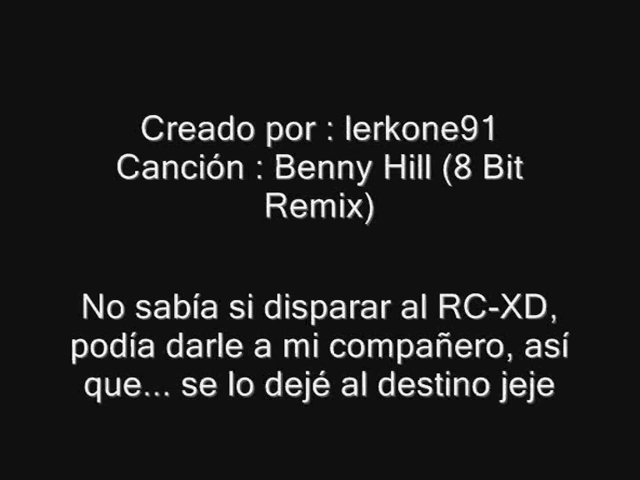 Creado por : lerkone91
Canción : Benny Hill (8 Bit
Remix)
No sabía si disparar al RC-XD,
podía darle a mi compañero, así
que... se lo dejé al destino jeje